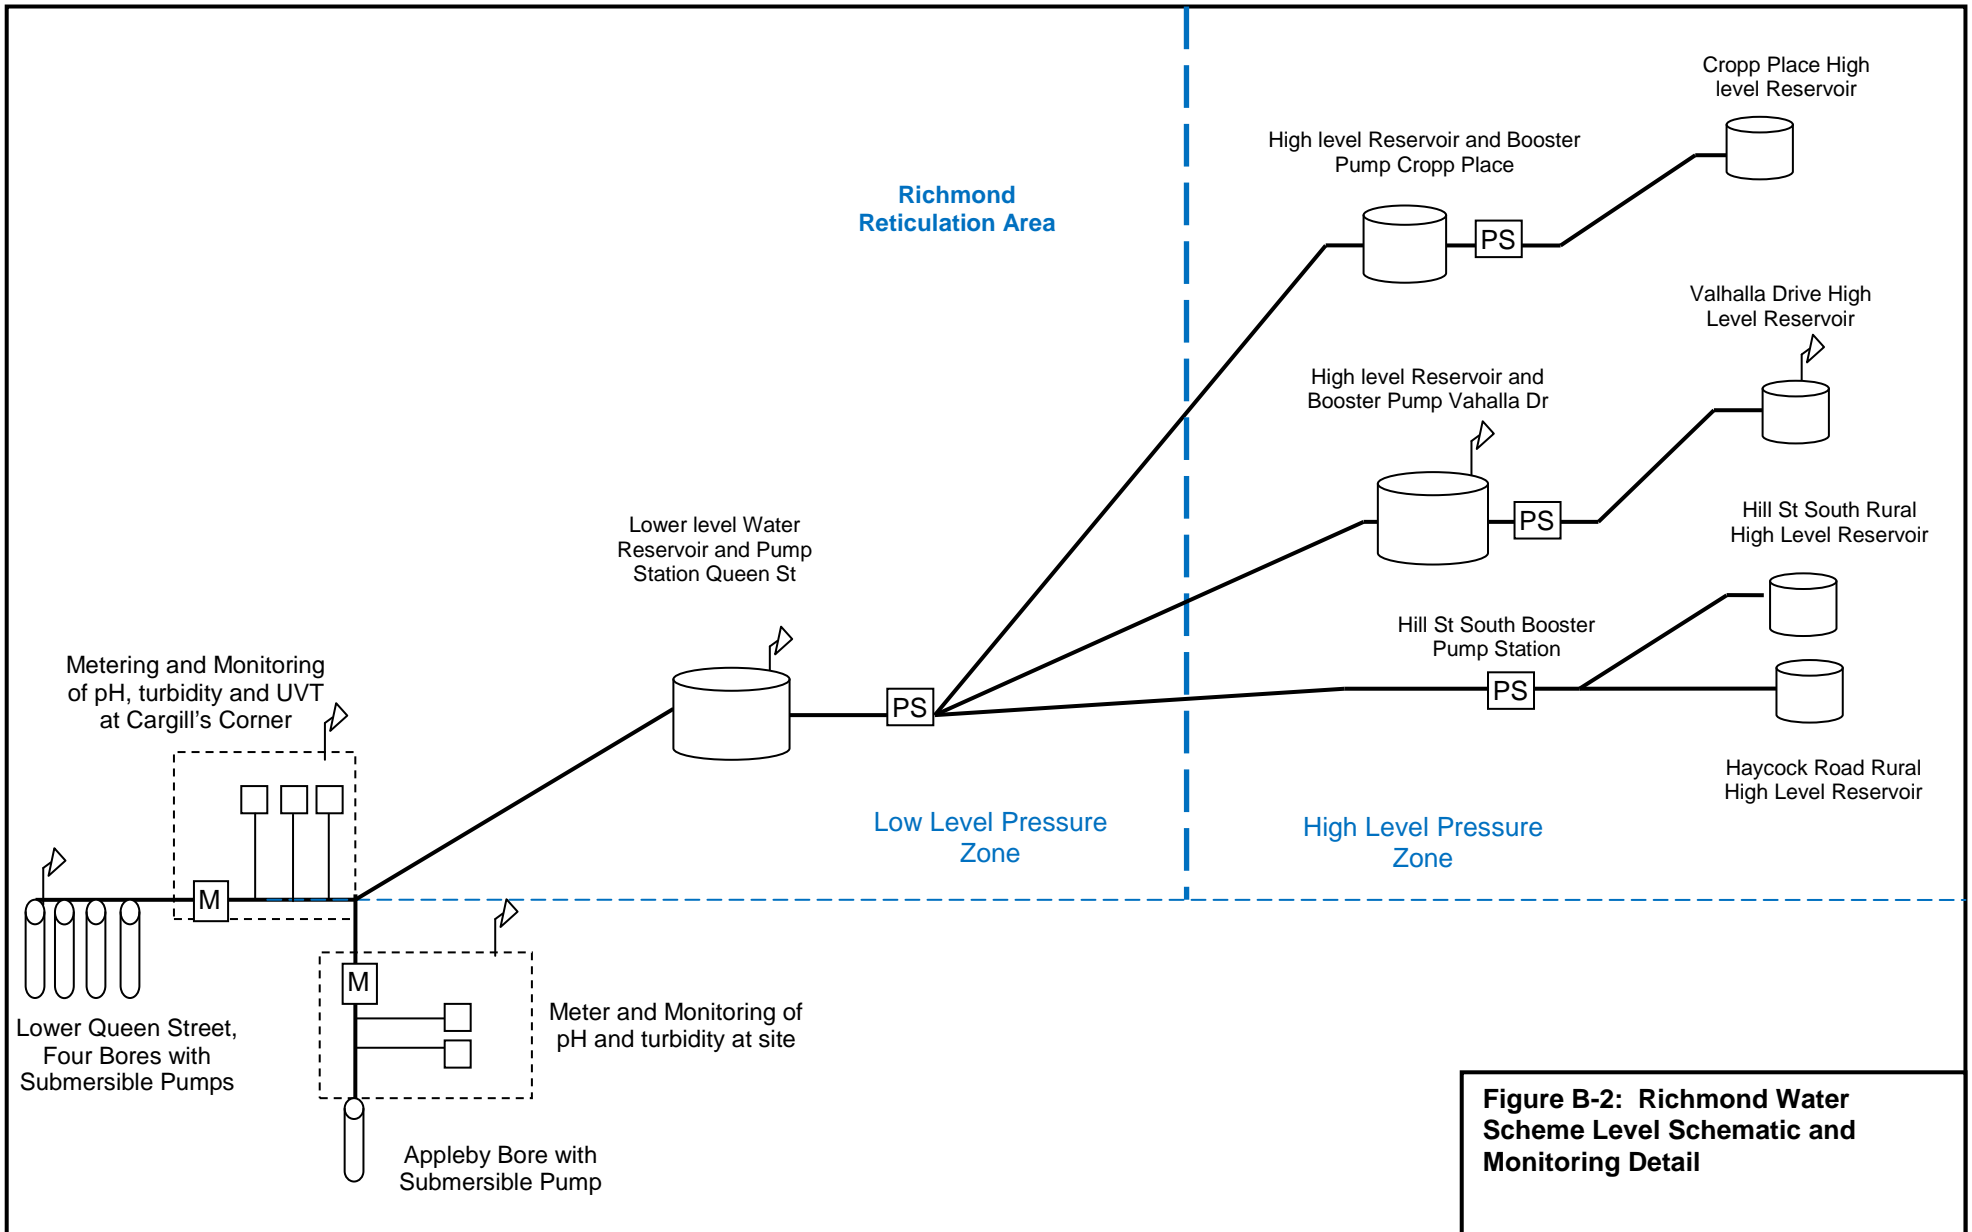 Cropp Place High
level Reservoir
High level Reservoir and Booster
Pump Cropp Place
Richmond
Reticulation Area
PS
Valhalla Drive High
Level Reservoir
High level Reservoir and
Booster Pump Vahalla Dr
PS
Hill St South Rural
High Level Reservoir
Lower level Water
Reservoir and Pump
Station Queen St
Hill St South Booster
Pump Station
PS
PS
Metering and Monitoring
of pH, turbidity and UVT
at Cargill's Corner
Haycock Road Rural
High Level Reservoir
Low Level Pressure
Zone
High Level Pressure
Zone
M
M
Lower Queen Street,
Four Bores with
Submersible Pumps
Meter and Monitoring of
pH and turbidity at site
Appleby Bore with
Submersible Pump
Figure B-2: Richmond Water
Scheme Level Schematic and
Monitoring Detail